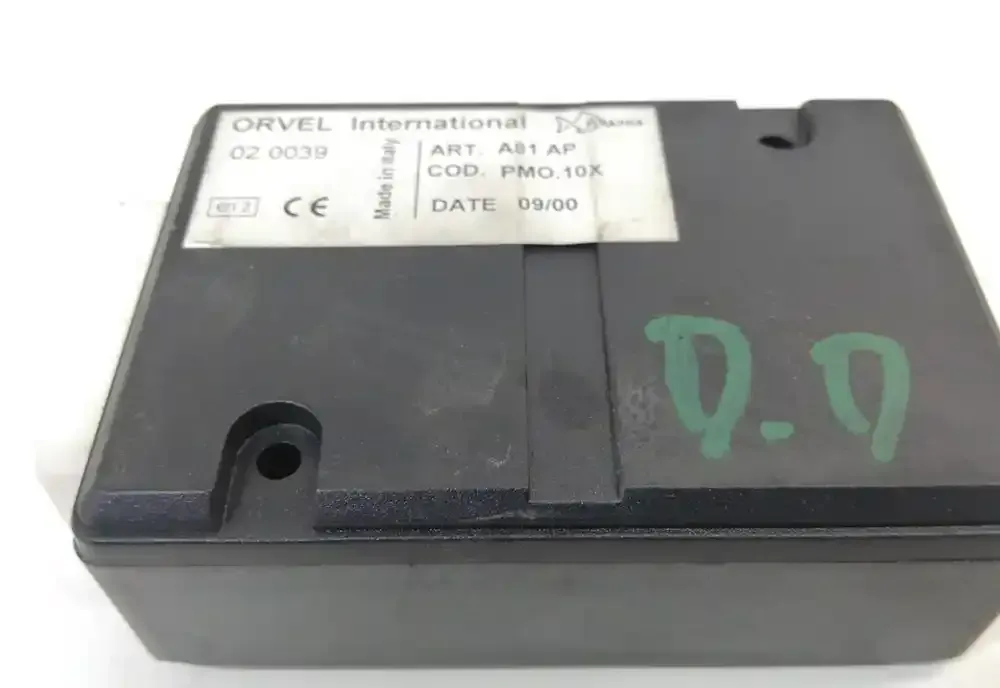 ORVEL International
02 0039
Made in italy
ART. A81 AP
COD. PMO.10X
DATE 09/00
CE
D.D